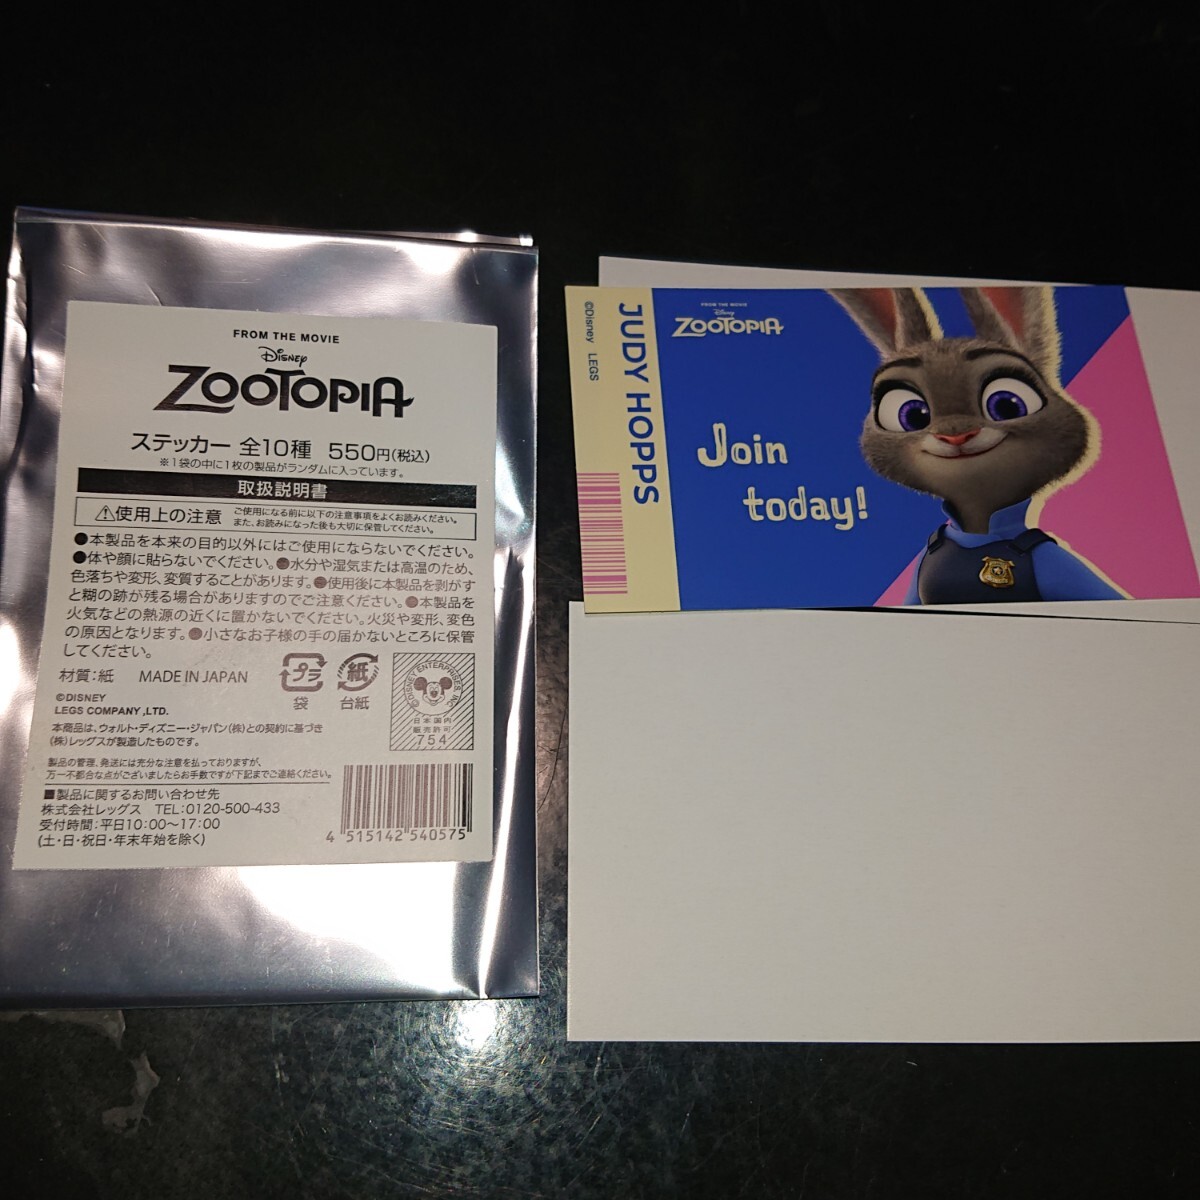 FROM THE MOVIE
Disney
ZOOTOPIA
ステッカー 全10種 550円(税込)
※1袋の中に1枚の製品がランダムに入っています。
取扱説明書
⚠使用上の注意
ご使用になる前に以下の注意事項をよくお読みください。
また、お読みになった後も大切に保管してください。
●本製品を本来の目的以外にはご使用にならないでください。
●体や顔に貼らないでください。●水分や湿気または高温のため、
色落ちや変形、変質することがあります。●使用後に本製品を剥がす
と糊の跡が残る場合がありますのでご注意ください。●本製品を
火気などの熱源の近くに置かないでください。火災や変形、変色
の原因となります。●小さなお子様の手の届かないところに保管
してください。
材質:紙 MADE IN JAPAN
プラ
袋
紙
台紙
©DISNEY ENTERPRISES, INC.
日本国内
販売許可
754
©DISNEY
LEGS COMPANY ,LTD.
本商品は、ウォルト・ディズニー・ジャパン(株)との契約に基づき
(株)レッグスが製造したものです。
製品の管理、発送には充分な注意を払っておりますが、
万一不都合な点がございましたらお手数ですが下記までご連絡ください。
■製品に関するお問い合わせ先
株式会社レッグス TEL:0120-500-433
受付時間:平日10:00～17:00
(土・日・祝日・年末年始を除く)
4 515142 540575
©Disney LEGS
JUDY HOPPS
FROM THE MOVIE
Disney
ZOOTOPIA
Join
today!